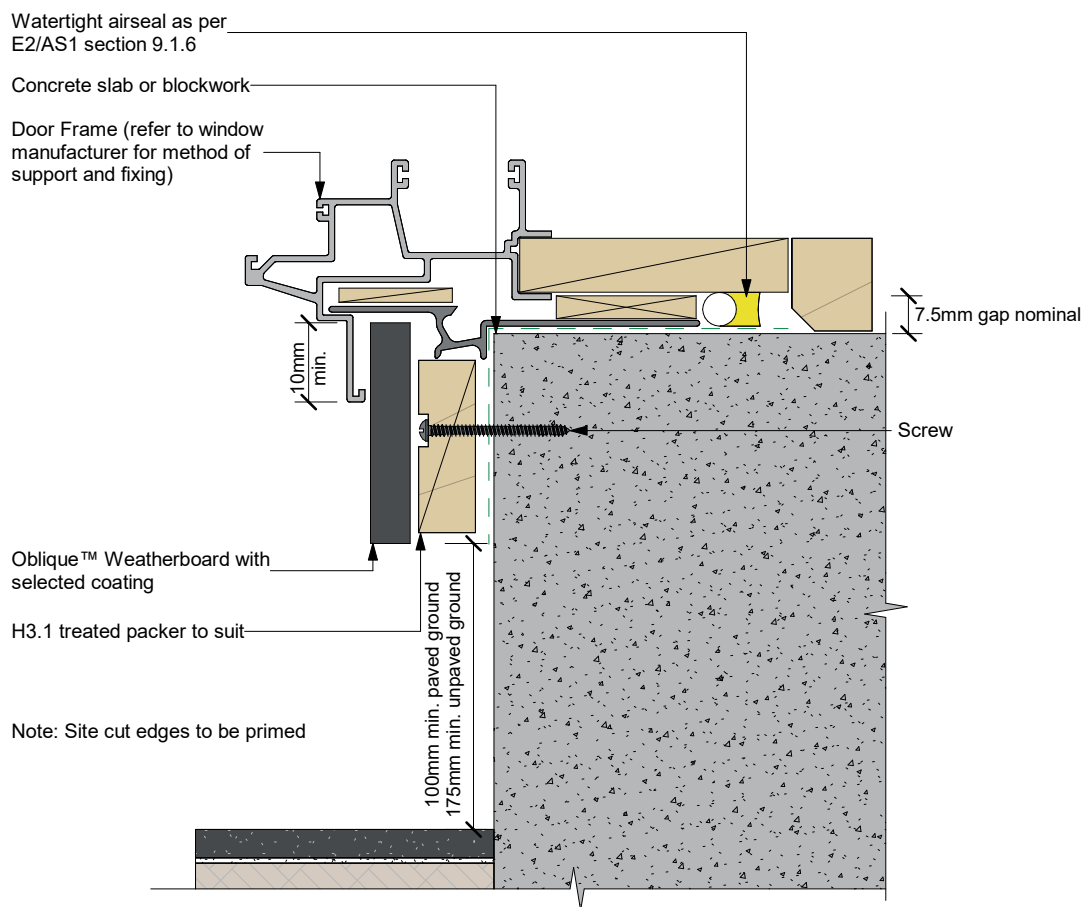 Watertight airseal as per
E2/AS1 section 9.1.6
Concrete slab or blockwork
Door Frame (refer to window
manufacturer for method of
support and fixing)
7.5mm gap nominal
10mm
min.
Screw
Oblique™ Weatherboard with
selected coating
H3.1 treated packer to suit
100mm min. paved ground
175mm min. unpaved ground
Note: Site cut edges to be primed